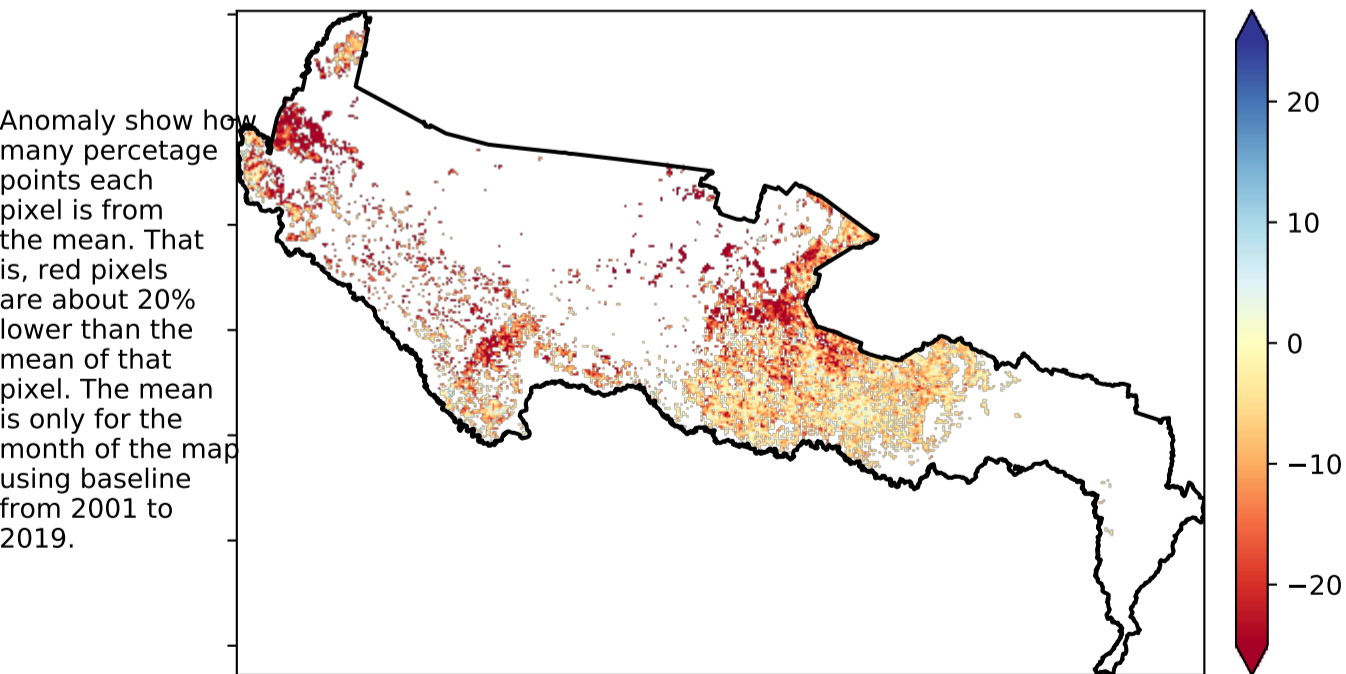 Anomaly show how
many percetage
points each
pixel is from
the mean. That
is, red pixels
are about 20%
lower than the
mean of that
pixel. The mean
is only for the
month of the map
using baseline
from 2001 to
2019.
20
10
0
−10
−20